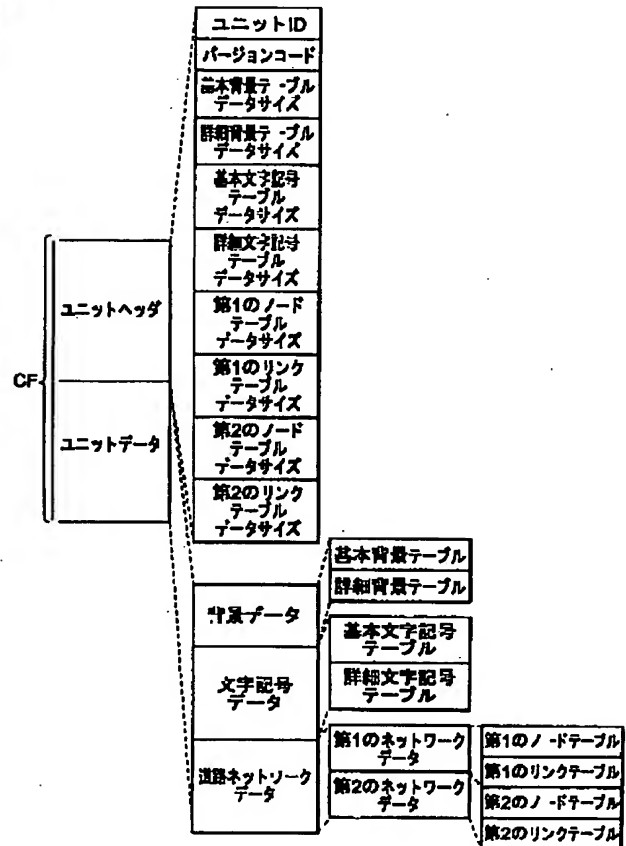 ユニットID
バージョンコード
基本背景テーブル
データサイズ
詳細背景テーブル
データサイズ
基本文字記号
テーブル
データサイズ
詳細文字記号
テーブル
データサイズ
第1のノード
テーブル
データサイズ
第1のリンク
テーブル
データサイズ
第2のノード
テーブル
データサイズ
第2のリンク
テーブル
データサイズ
CF
ユニットヘッダ
ユニットデータ
背景データ
文字記号
データ
道路ネットワーク
データ
基本背景テーブル
詳細背景テーブル
基本文字記号
テーブル
詳細文字記号
テーブル
第1のネットワーク
データ
第2のネットワーク
データ
第1のノードテーブル
第1のリンクテーブル
第2のノードテーブル
第2のリンクテーブル